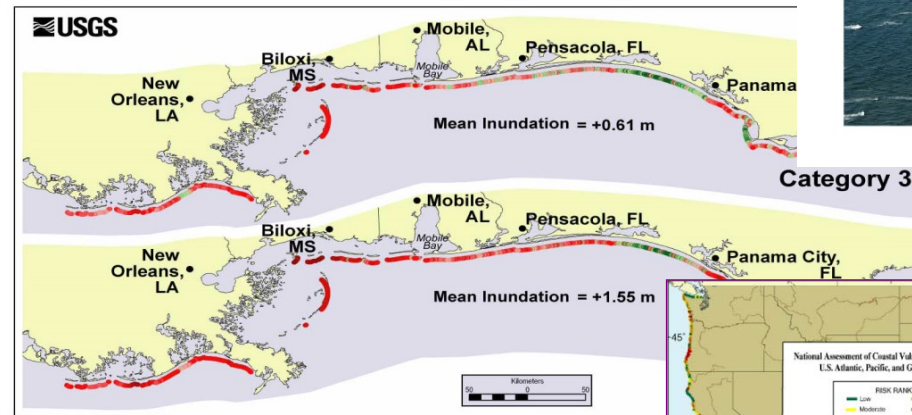 USGS
Mobile,
AL
Pensacola, FL
Biloxi,
MS
Mobile
Bay
New
Orleans,
LA
Panama
Mean Inundation = +0.61 m
Category 3
Mobile,
AL
Pensacola, FL
Biloxi,
MS
Mobile
Bay
New
Orleans,
LA
Panama City,
FL
Mean Inundation = +1.55 m
Kilometers
50 0 50
45°
National Assessment of Coastal Vul
U.S. Atlantic, Pacific, and G
RISK RANK
Low
Moderate